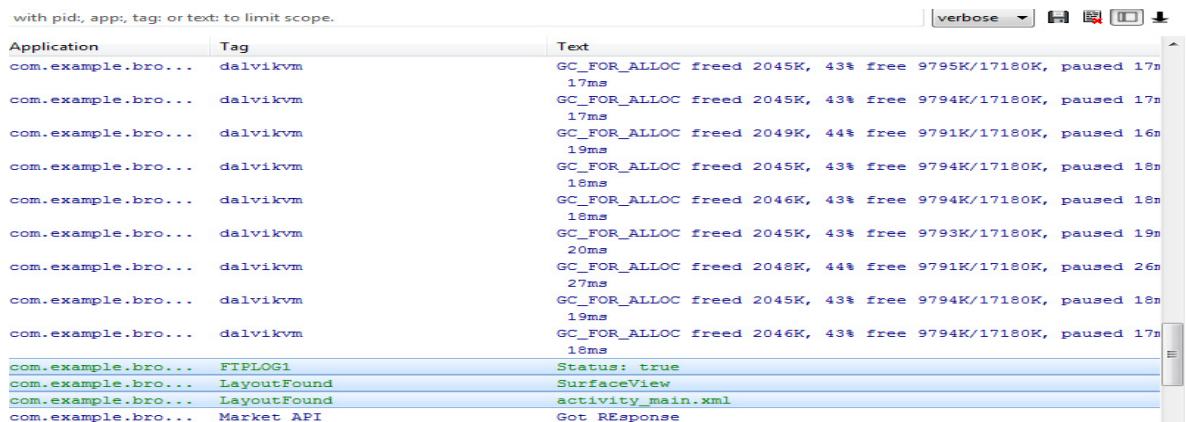 with pid:, app:, tag: or text: to limit scope. verbose
Application Tag Text
com.example.bro... dalvikvm GC_FOR_ALLOC freed 2045K, 43% free 9795K/17180K, paused 17m
17ms
com.example.bro... dalvikvm GC_FOR_ALLOC freed 2045K, 43% free 9794K/17180K, paused 17m
17ms
com.example.bro... dalvikvm GC_FOR_ALLOC freed 2049K, 44% free 9791K/17180K, paused 16m
19ms
com.example.bro... dalvikvm GC_FOR_ALLOC freed 2045K, 43% free 9794K/17180K, paused 18m
18ms
com.example.bro... dalvikvm GC_FOR_ALLOC freed 2046K, 43% free 9794K/17180K, paused 18m
18ms
com.example.bro... dalvikvm GC_FOR_ALLOC freed 2045K, 43% free 9793K/17180K, paused 19m
20ms
com.example.bro... dalvikvm GC_FOR_ALLOC freed 2048K, 44% free 9791K/17180K, paused 26m
27ms
com.example.bro... dalvikvm GC_FOR_ALLOC freed 2045K, 43% free 9794K/17180K, paused 18m
19ms
com.example.bro... dalvikvm GC_FOR_ALLOC freed 2046K, 43% free 9794K/17180K, paused 17m
18ms
com.example.bro... FTPLOG1 Status: true
com.example.bro... LayoutFound SurfaceView
com.example.bro... LayoutFound activity_main.xml
com.example.bro... Market API Got REsponse